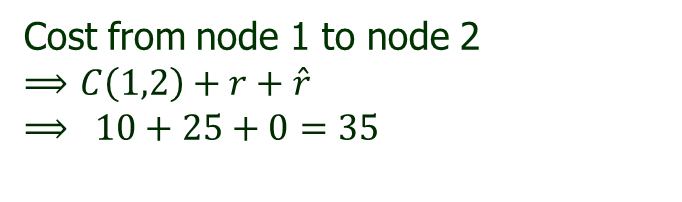 Cost from node 1 to node 2
⟹ C(1,2) + r + r̂
⟹ 10 + 25 + 0 = 35